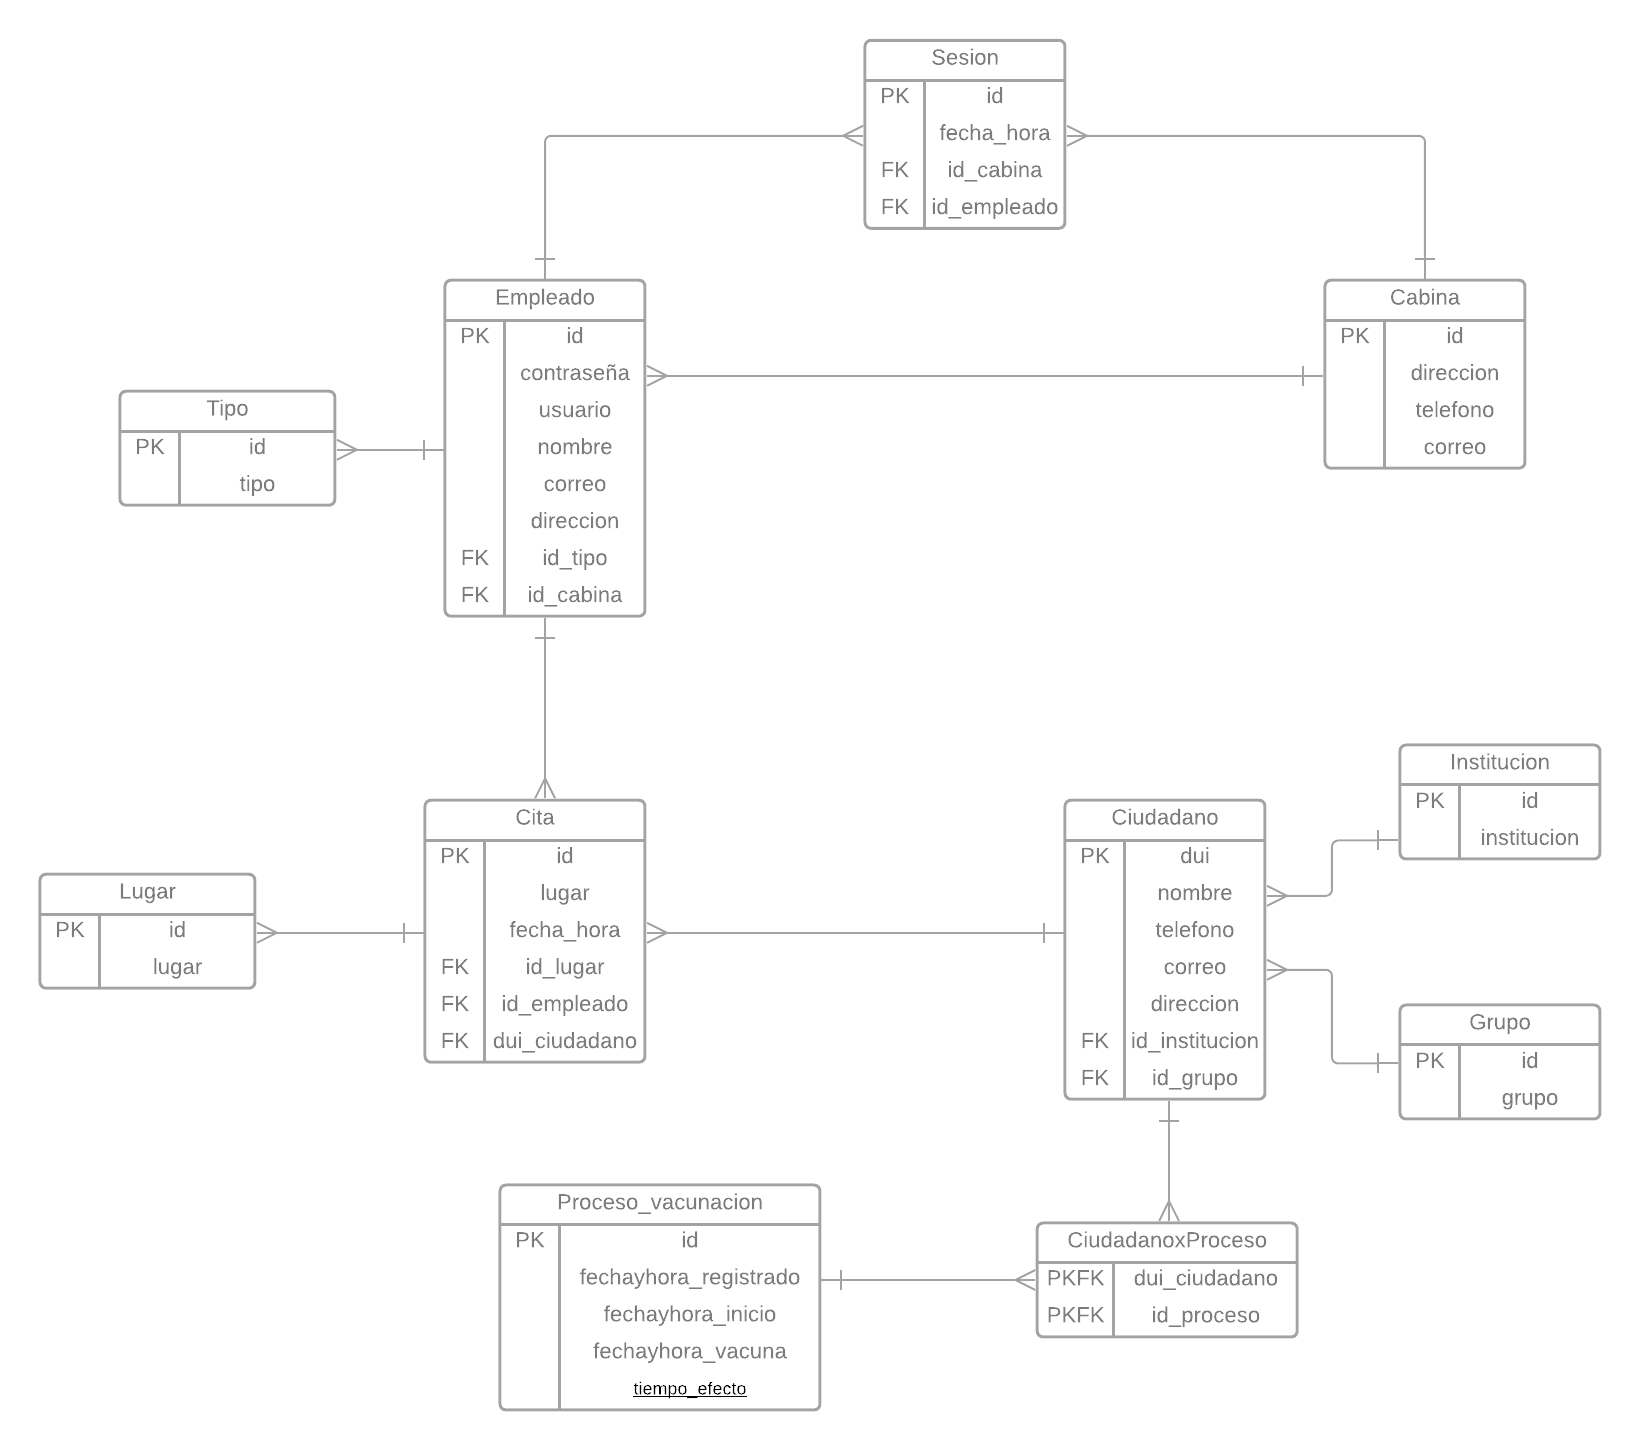 Sesion
PK id
fecha_hora
FK id_cabina
FK id_empleado
Empleado
PK id
contraseña
usuario
nombre
correo
direccion
FK id_tipo
FK id_cabina
Cabina
PK id
direccion
telefono
correo
Tipo
PK id
tipo
Cita
PK id
lugar
fecha_hora
FK id_lugar
FK id_empleado
FK dui_ciudadano
Lugar
PK id
lugar
Ciudadano
PK dui
nombre
telefono
correo
direccion
FK id_institucion
FK id_grupo
Institucion
PK id
institucion
Grupo
PK id
grupo
Proceso_vacunacion
PK id
fechayhora_registrado
fechayhora_inicio
fechayhora_vacuna
tiempo_efecto
CiudadanoxProceso
PKFK dui_ciudadano
PKFK id_proceso